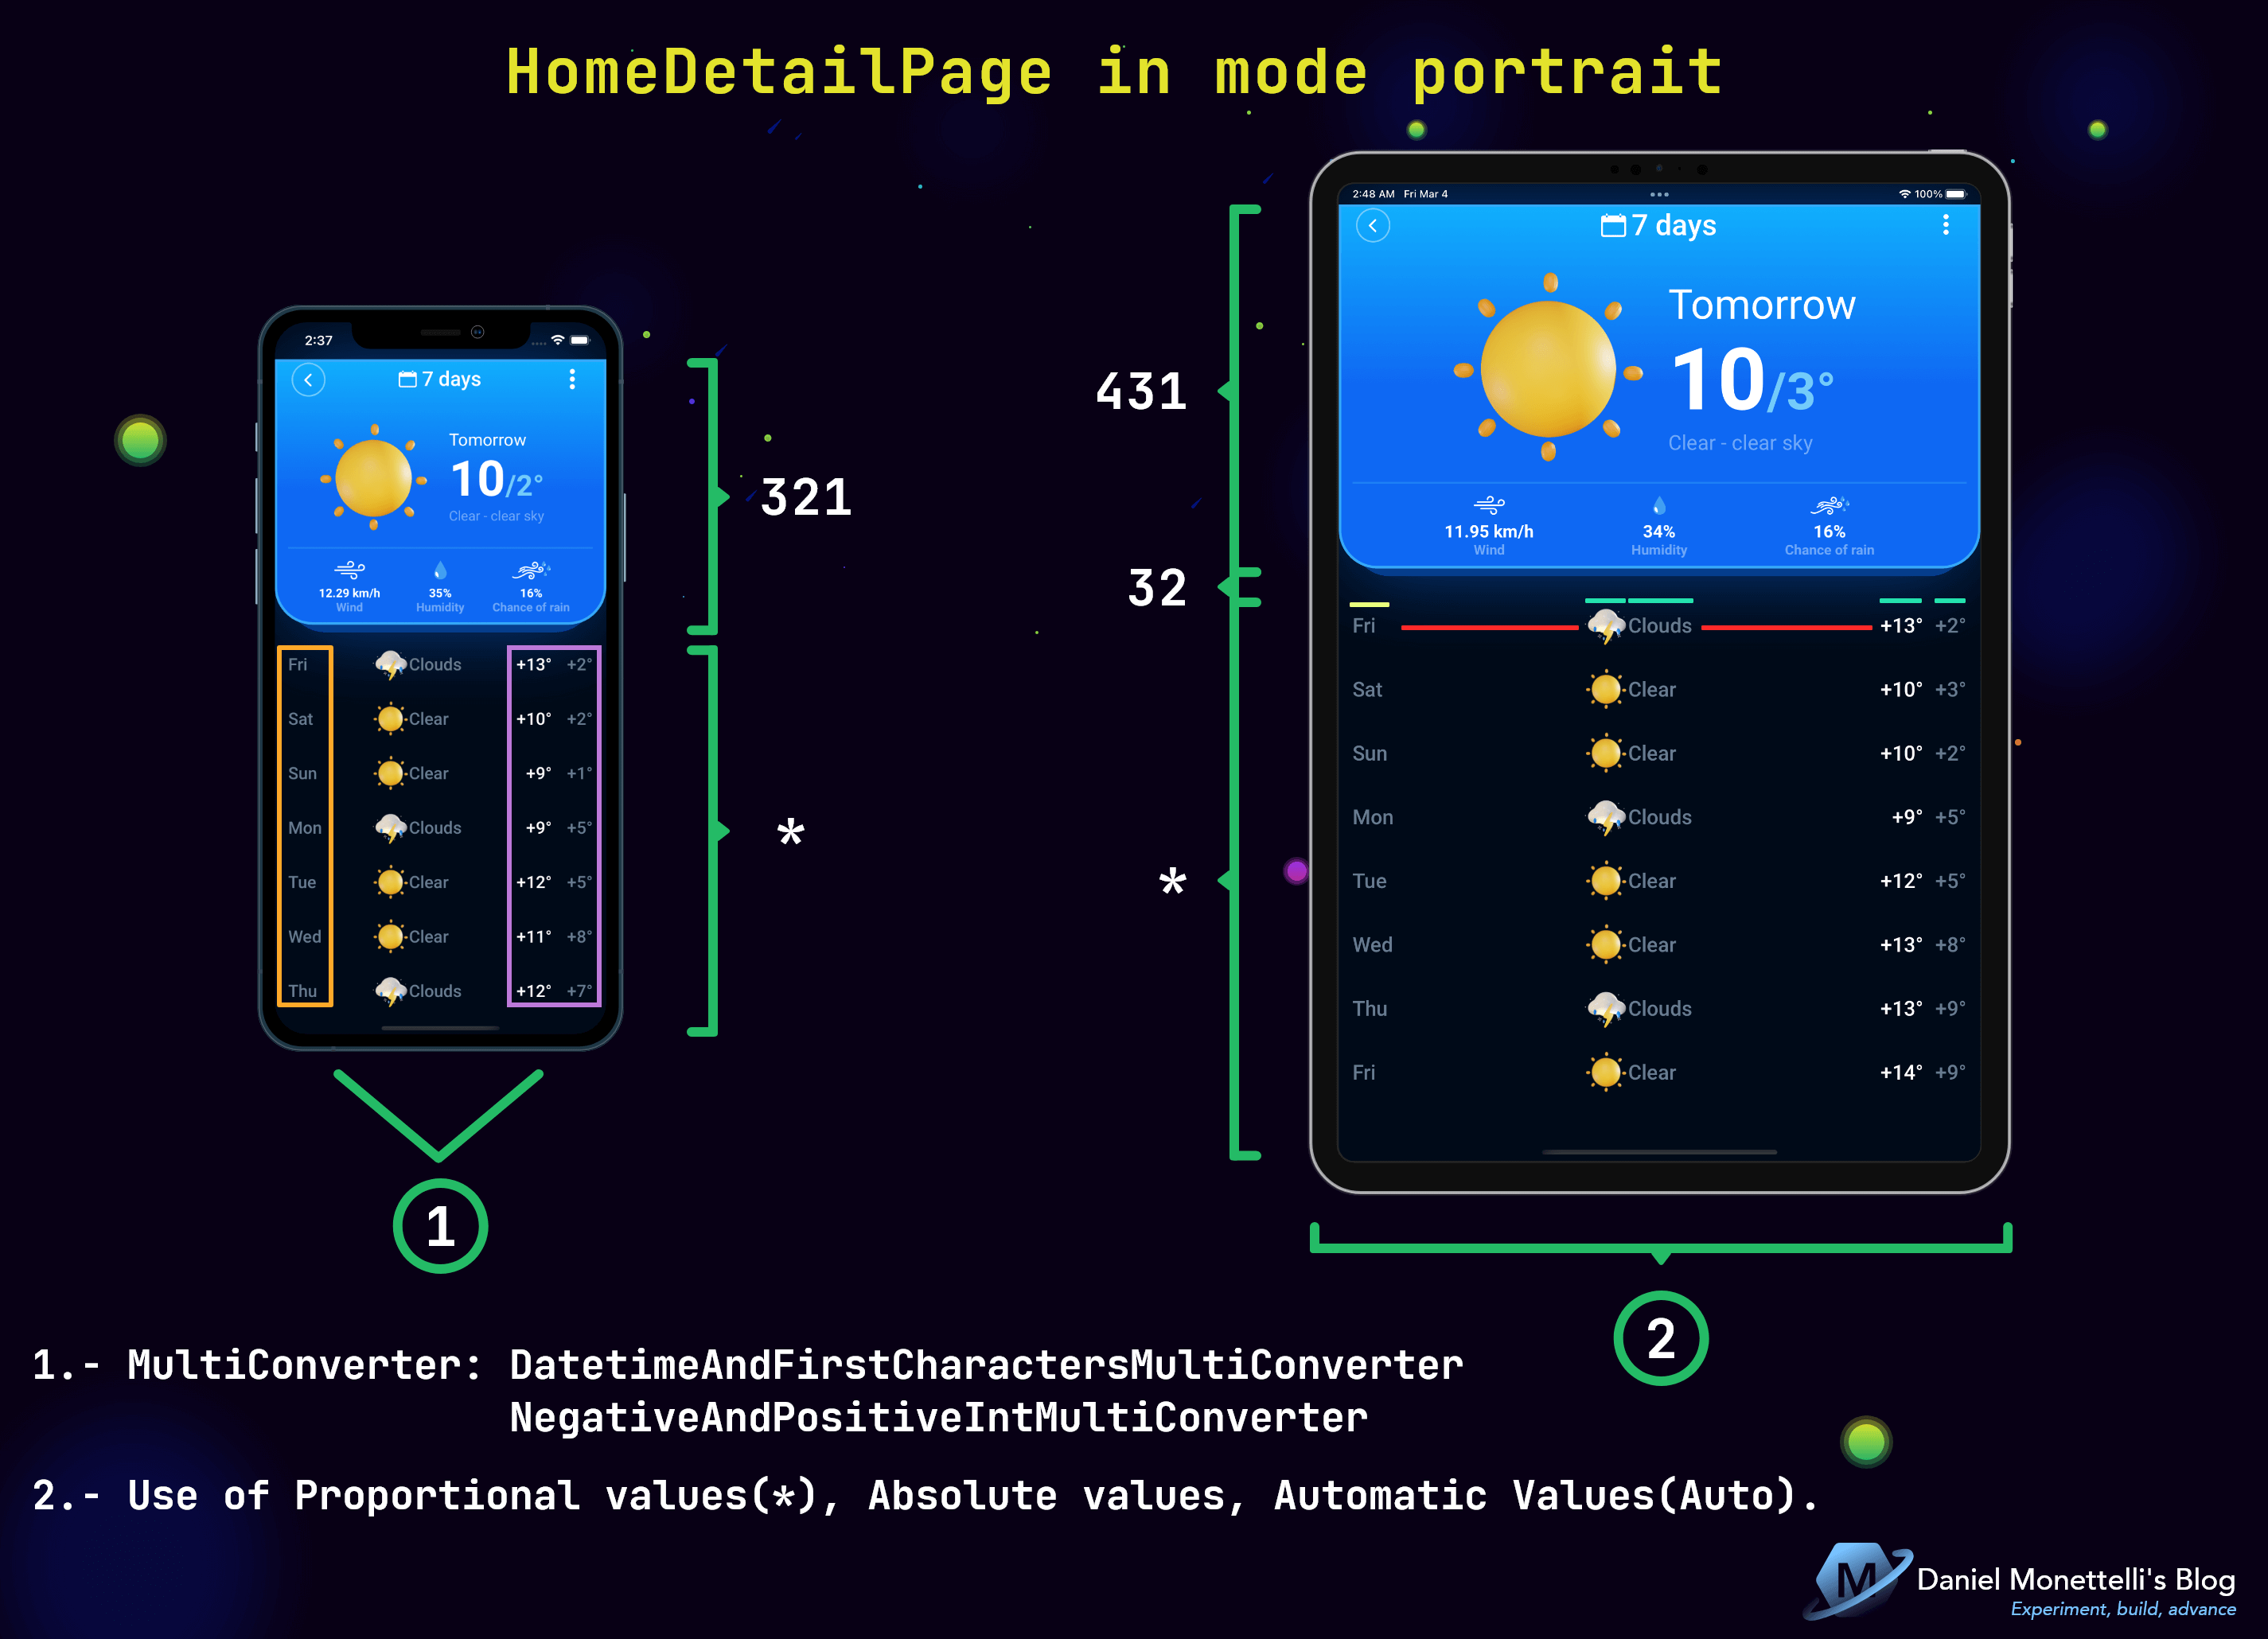 HomeDetailPage in mode portrait
2:37
7 days
Tomorrow
10/2°
Clear - clear sky
12.29 km/h 35% 16%
Wind Humidity Chance of rain
Fri Clouds +13° +2°
Sat Clear +10° +2°
Sun Clear +9° +1°
Mon Clouds +9° +5°
Tue Clear +12° +5°
Wed Clear +11° +8°
Thu Clouds +12° +7°
321
*
1
431
32
*
2:48 AM Fri Mar 4 100%
7 days
Tomorrow
10/3°
Clear - clear sky
11.95 km/h 34% 16%
Wind Humidity Chance of rain
Fri Clouds +13° +2°
Sat Clear +10° +3°
Sun Clear +10° +2°
Mon Clouds +9° +5°
Tue Clear +12° +5°
Wed Clear +13° +8°
Thu Clouds +13° +9°
Fri Clear +14° +9°
2
1.- MultiConverter: DatetimeAndFirstCharactersMultiConverter
NegativeAndPositiveIntMultiConverter
2.- Use of Proportional values(*), Absolute values, Automatic Values(Auto).
M
Daniel Monettelli's Blog
Experiment, build, advance